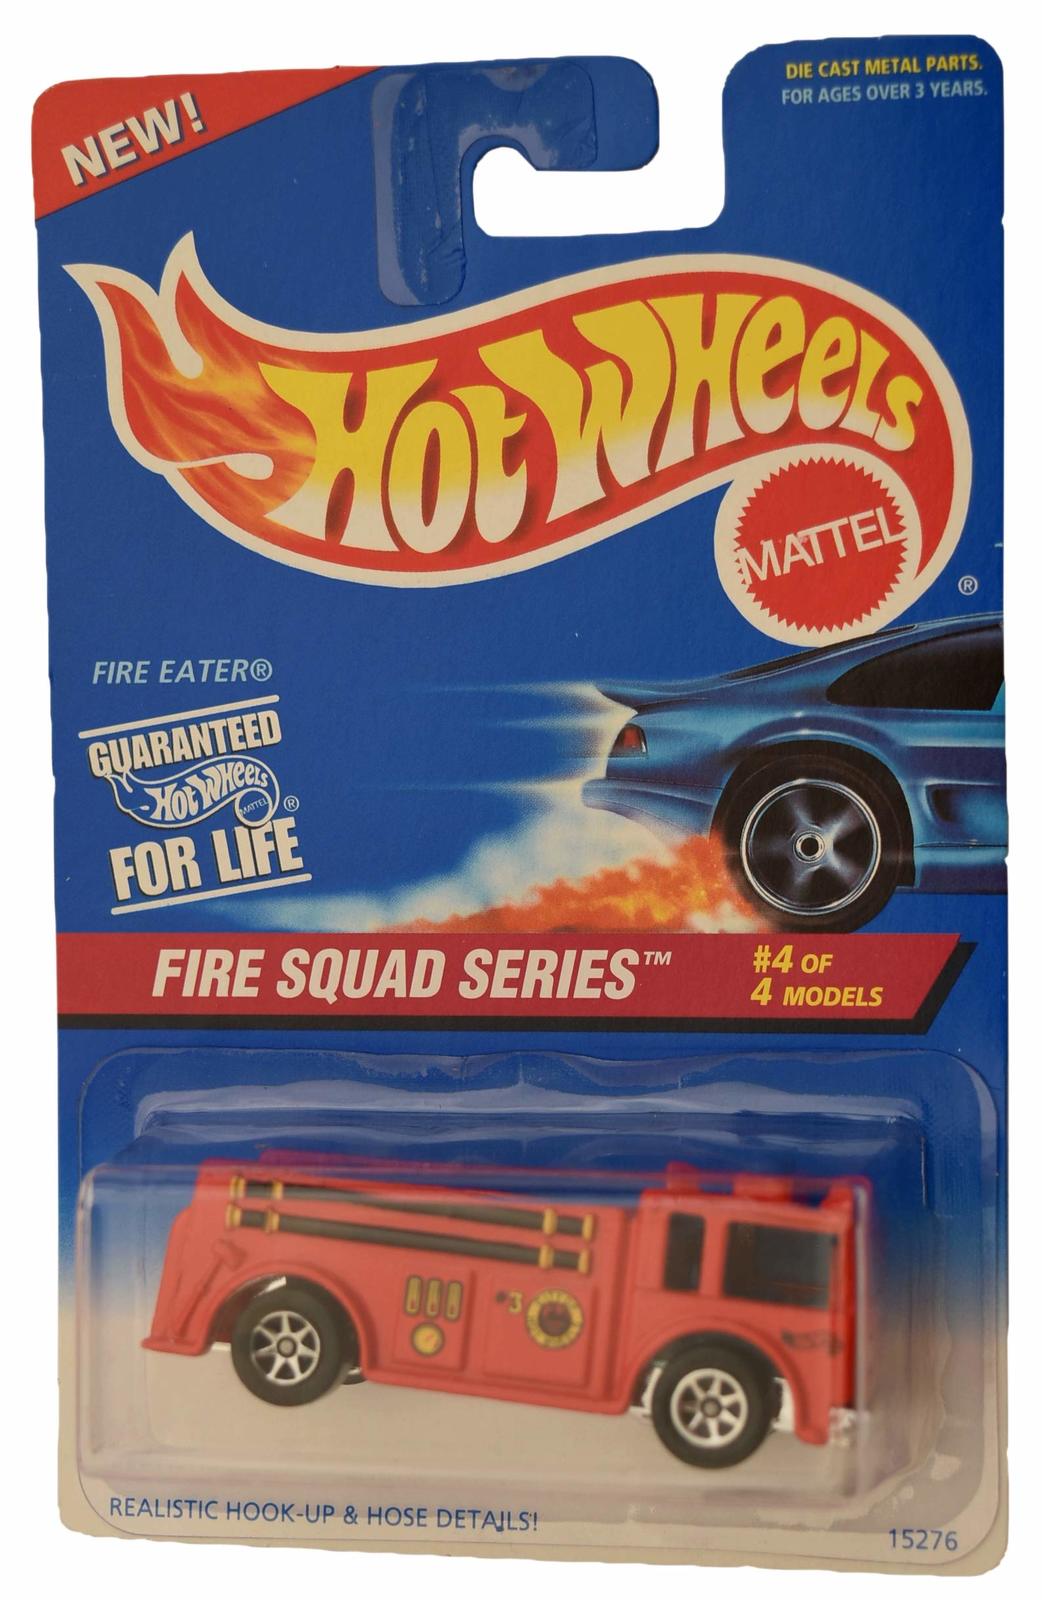 NEW!
DIE CAST METAL PARTS.
FOR AGES OVER 3 YEARS.
HOT WHEELS
MATTEL
®
FIRE EATER®
GUARANTEED
HOT WHEELS
MATTEL
®
FOR LIFE
FIRE SQUAD SERIES™
#4 OF
4 MODELS
3
REALISTIC HOOK-UP & HOSE DETAILS!
15276